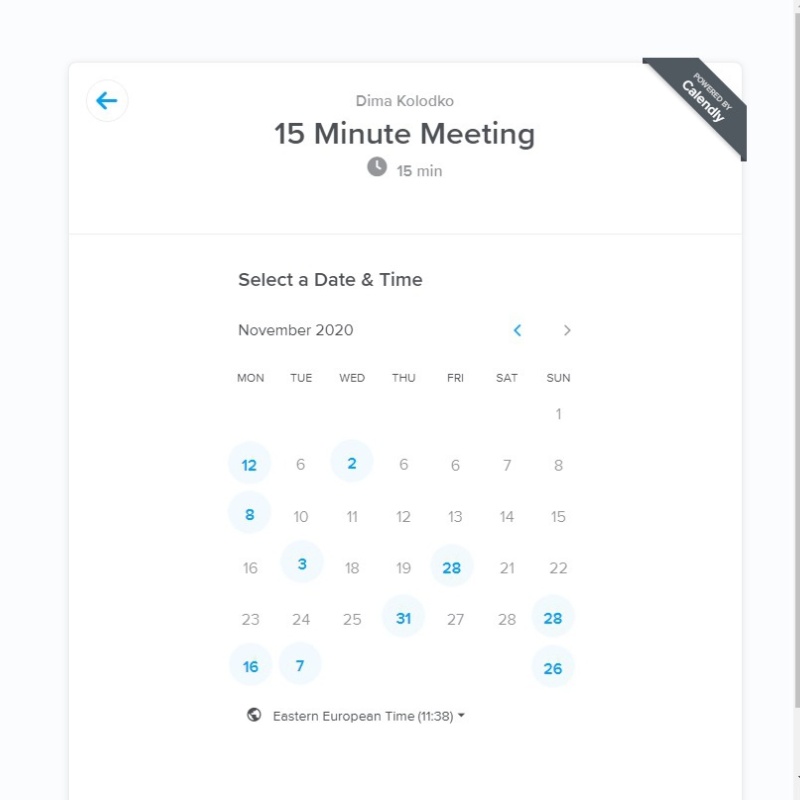 Dima Kolodko
15 Minute Meeting
15 min
POWERED BY
Calendly
Select a Date & Time
November 2020
MON TUE WED THU FRI SAT SUN
1
12 6 2 6 6 7 8
8 10 11 12 13 14 15
16 3 18 19 28 21 22
23 24 25 31 27 28 28
16 7 26
Eastern European Time (11:38)